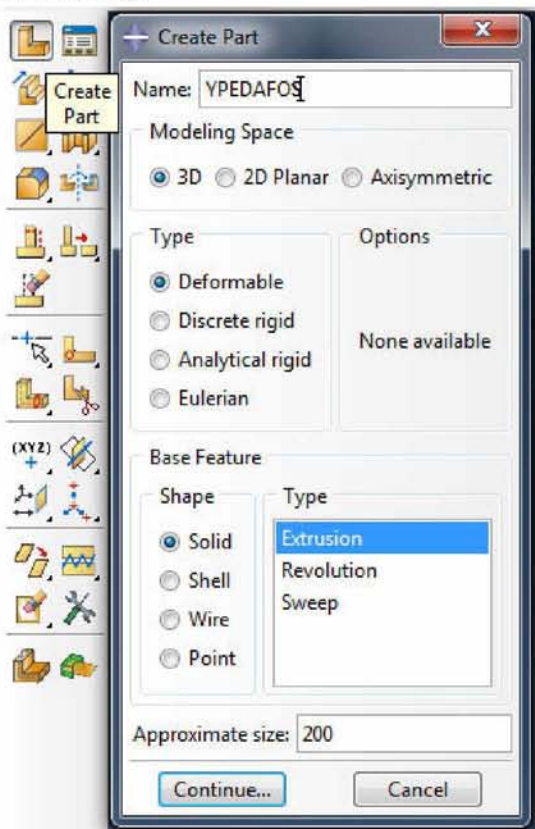 Create Part
Create
Part
Name: YPEDAFOS
Modeling Space
3D 2D Planar Axisymmetric
Type
Deformable
Discrete rigid
Analytical rigid
Eulerian
Options
None available
Base Feature
Shape
Solid
Shell
Wire
Point
Type
Extrusion
Revolution
Sweep
Approximate size: 200
Continue... Cancel
(XYZ)